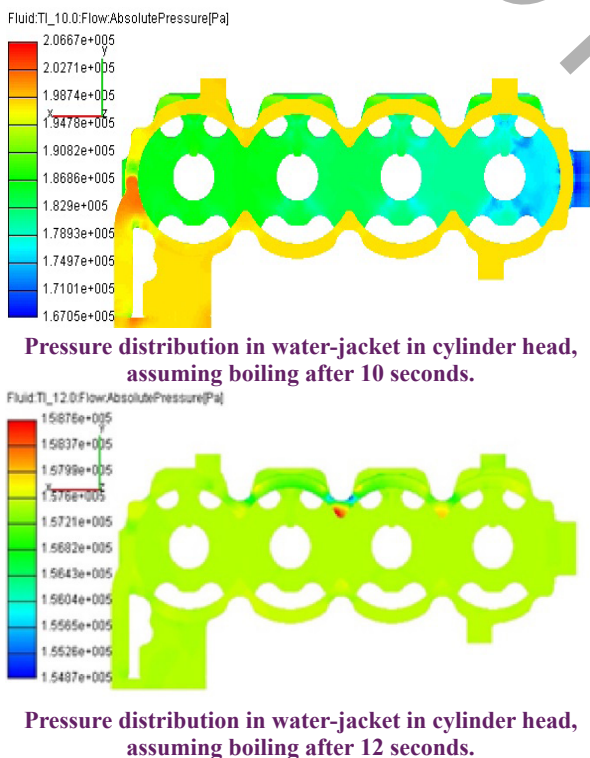 Fluid:TI_10.0:Flow:AbsolutePressure[Pa]
2.0667e+005
2.0271e+005
1.9874e+005
1.9478e+005
1.9082e+005
1.8686e+005
1.829e+005
1.7893e+005
1.7497e+005
1.7101e+005
1.6705e+005
y
x
z
Pressure distribution in water-jacket in cylinder head,
assuming boiling after 10 seconds.
Fluid:TI_12.0:Flow:AbsolutePressure[Pa]
1.5876e+005
1.5837e+005
1.5799e+005
1.576e+005
1.5721e+005
1.5682e+005
1.5643e+005
1.5604e+005
1.5565e+005
1.5526e+005
1.5487e+005
y
x
z
Pressure distribution in water-jacket in cylinder head,
assuming boiling after 12 seconds.